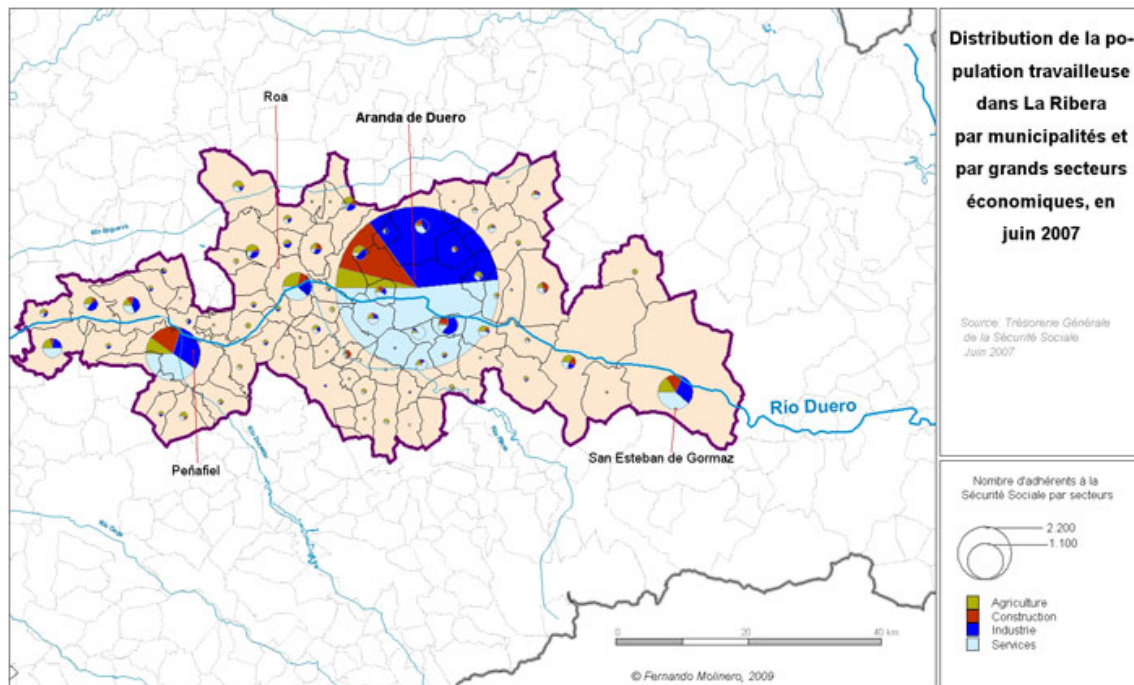 Distribution de la po-
pulation travailleuse
dans La Ribera
par municipalités et
par grands secteurs
économiques, en
juin 2007
Source: Trésorerie Générale
de la Sécurité Sociale.
Juin 2007
Roa
Aranda de Duero
Peñafiel
San Esteban de Gormaz
Río Duero
Río Duratón
Nombre d'adhérents à la
Sécurité Sociale par secteurs
2.200
1.100
Agriculture
Construction
Industrie
Services
0 20 40 km
© Fernando Molinero, 2009